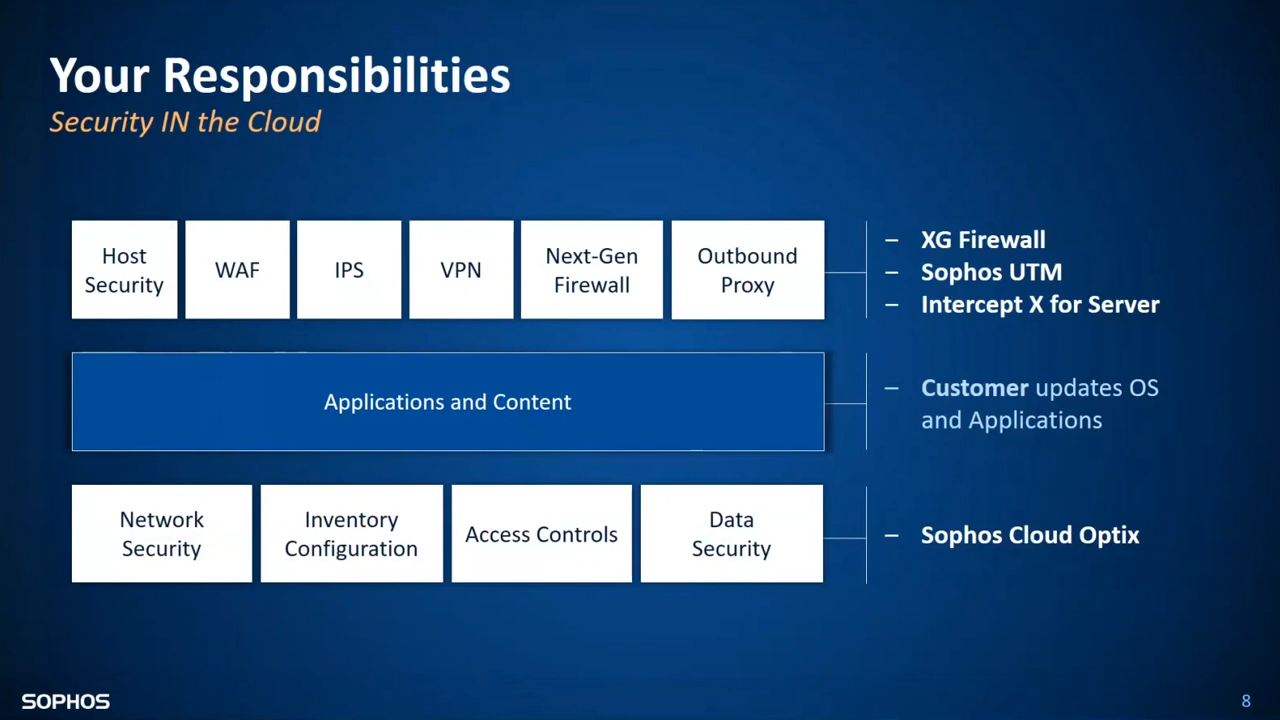 Your Responsibilities
Security IN the Cloud
Host
Security
WAF
IPS
VPN
Next-Gen
Firewall
Outbound
Proxy
– XG Firewall
– Sophos UTM
– Intercept X for Server
Applications and Content
– Customer updates OS
and Applications
Network
Security
Inventory
Configuration
Access Controls
Data
Security
– Sophos Cloud Optix
SOPHOS
8